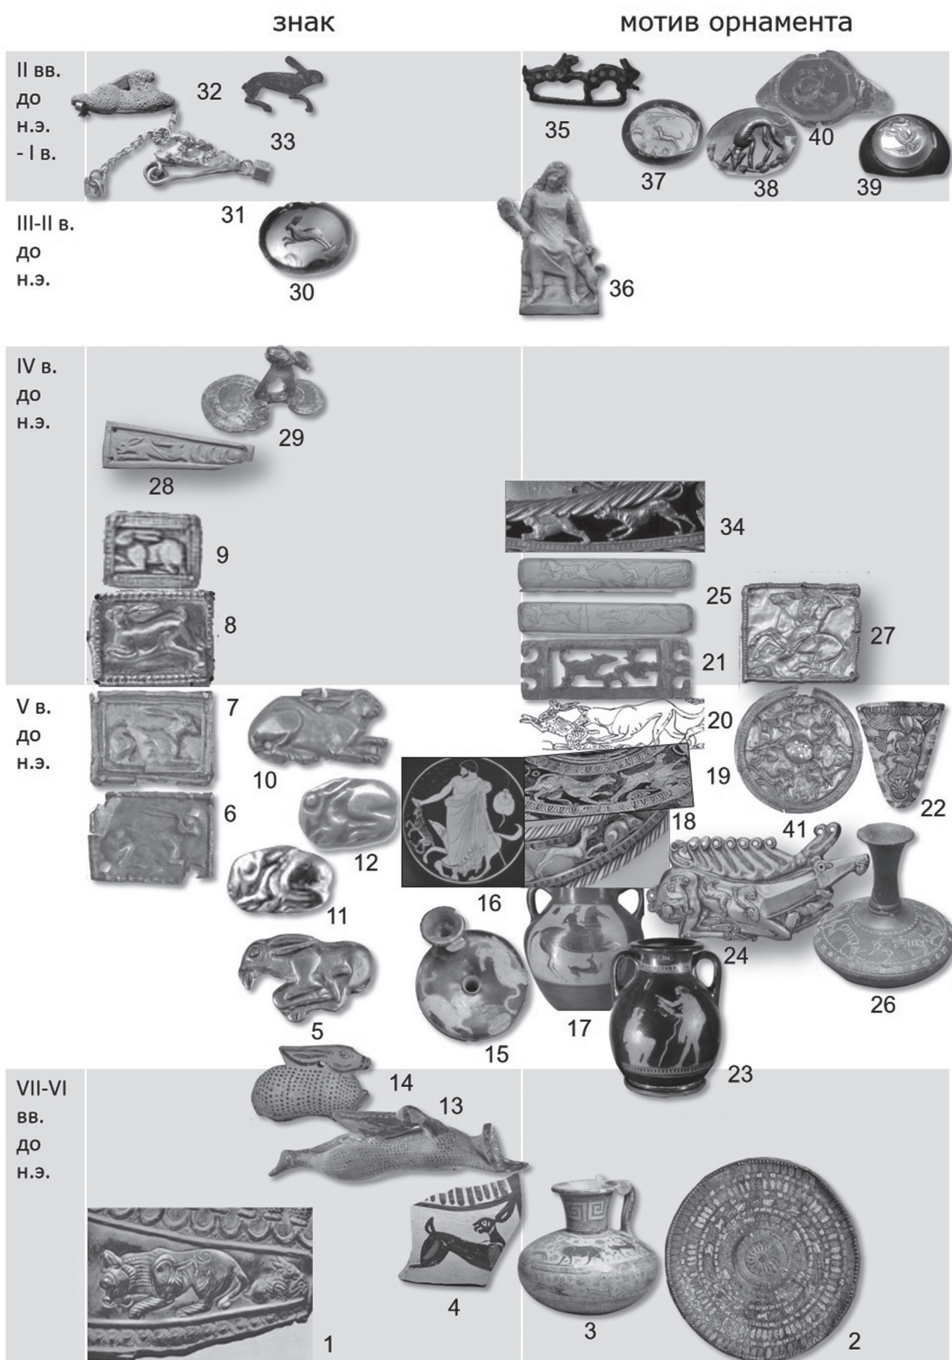 знак
мотив орнамента
II вв.
до
н.э.
- I в.
32
33
31
35
37
38
40
39
III-II в.
до
н.э.
30
36
IV в.
до
н.э.
29
28
9
8
34
25
21
27
V в.
до
н.э.
7
10
6
12
11
5
20
19
18
41
22
16
15
17
24
23
26
VII-VI
вв.
до
н.э.
14
13
4
1
3
2